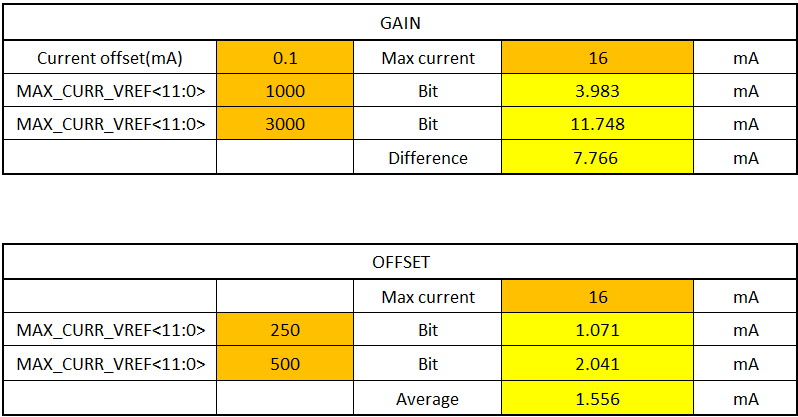 GAIN
Current offset(mA) 0.1 Max current 16 mA
MAX_CURR_VREF<11:0> 1000 Bit 3.983 mA
MAX_CURR_VREF<11:0> 3000 Bit 11.748 mA
Difference 7.766 mA
OFFSET
Max current 16 mA
MAX_CURR_VREF<11:0> 250 Bit 1.071 mA
MAX_CURR_VREF<11:0> 500 Bit 2.041 mA
Average 1.556 mA